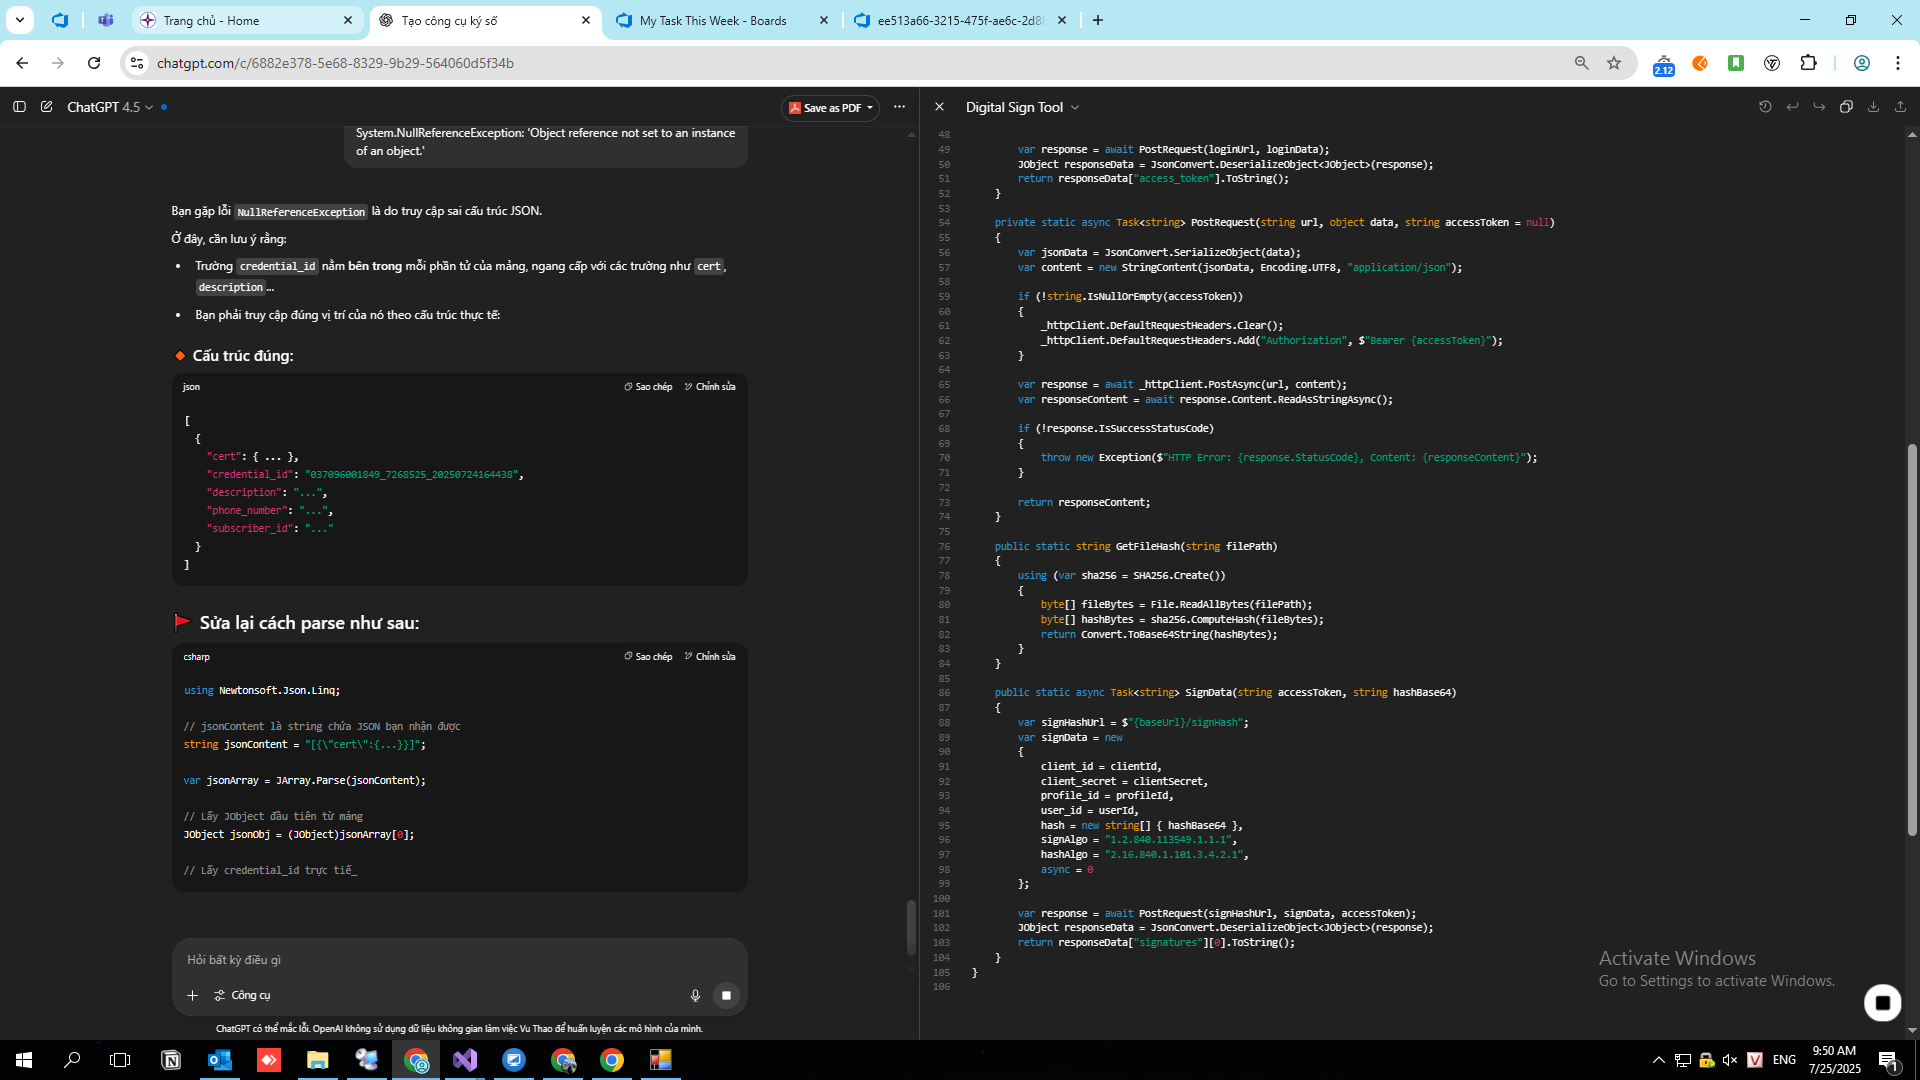 Trang chủ - Home
Tạo công cụ ký số
My Task This Week - Boards
ee513a66-3215-475f-ae6c-2d8
chatgpt.com/c/6882e378-5e68-8329-9b29-564060d5f34b
2.12
ChatGPT 4.5
Save as PDF
System.NullReferenceException: 'Object reference not set to an instance
of an object.'
Bạn gặp lỗi NullReferenceException là do truy cập sai cấu trúc JSON.
Ở đây, cần lưu ý rằng:
• Trường credential_id nằm bên trong mỗi phần tử của mảng, ngang cấp với các trường như cert,
description…
• Bạn phải truy cập đúng vị trí của nó theo cấu trúc thực tế:
Cấu trúc đúng:
json
Sao chép
Chỉnh sửa
[
{
"cert": { ... },
"credential_id": "037096001849_7268525_20250724164438",
"description": "...",
"phone_number": "...",
"subscriber_id": "..."
}
]
Sửa lại cách parse như sau:
csharp
Sao chép
Chỉnh sửa
using Newtonsoft.Json.Linq;
// jsonContent là string chứa JSON bạn nhận được
string jsonContent = "[{\"cert\":{...}}]";
var jsonArray = JArray.Parse(jsonContent);
// Lấy JObject đầu tiên từ mảng
JObject jsonObj = (JObject)jsonArray[0];
// Lấy credential_id trực tiế_
Hỏi bất kỳ điều gì
Công cụ
ChatGPT có thể mắc lỗi. OpenAI không sử dụng dữ liệu không gian làm việc Vu Thao để huấn luyện các mô hình của mình.
Digital Sign Tool
48
49 var response = await PostRequest(loginUrl, loginData);
50 JObject responseData = JsonConvert.DeserializeObject<JObject>(response);
51 return responseData["access_token"].ToString();
52 }
53
54 private static async Task<string> PostRequest(string url, object data, string accessToken = null)
55 {
56 var jsonData = JsonConvert.SerializeObject(data);
57 var content = new StringContent(jsonData, Encoding.UTF8, "application/json");
58
59 if (!string.IsNullOrEmpty(accessToken))
60 {
61 _httpClient.DefaultRequestHeaders.Clear();
62 _httpClient.DefaultRequestHeaders.Add("Authorization", $"Bearer {accessToken}");
63 }
64
65 var response = await _httpClient.PostAsync(url, content);
66 var responseContent = await response.Content.ReadAsStringAsync();
67
68 if (!response.IsSuccessStatusCode)
69 {
70 throw new Exception($"HTTP Error: {response.StatusCode}, Content: {responseContent}");
71 }
72
73 return responseContent;
74 }
75
76 public static string GetFileHash(string filePath)
77 {
78 using (var sha256 = SHA256.Create())
79 {
80 byte[] fileBytes = File.ReadAllBytes(filePath);
81 byte[] hashBytes = sha256.ComputeHash(fileBytes);
82 return Convert.ToBase64String(hashBytes);
83 }
84 }
85
86 public static async Task<string> SignData(string accessToken, string hashBase64)
87 {
88 var signHashUrl = $"{baseUrl}/signHash";
89 var signData = new
90 {
91 client_id = clientId,
92 client_secret = clientSecret,
93 profile_id = profileId,
94 user_id = userId,
95 hash = new string[] { hashBase64 },
96 signAlgo = "1.2.840.113549.1.1.1",
97 hashAlgo = "2.16.840.1.101.3.4.2.1",
98 async = 0
99 };
100
101 var response = await PostRequest(signHashUrl, signData, accessToken);
102 JObject responseData = JsonConvert.DeserializeObject<JObject>(response);
103 return responseData["signatures"][0].ToString();
104 }
105 }
106
Activate Windows
Go to Settings to activate Windows.
ENG
9:50 AM
7/25/2025
1